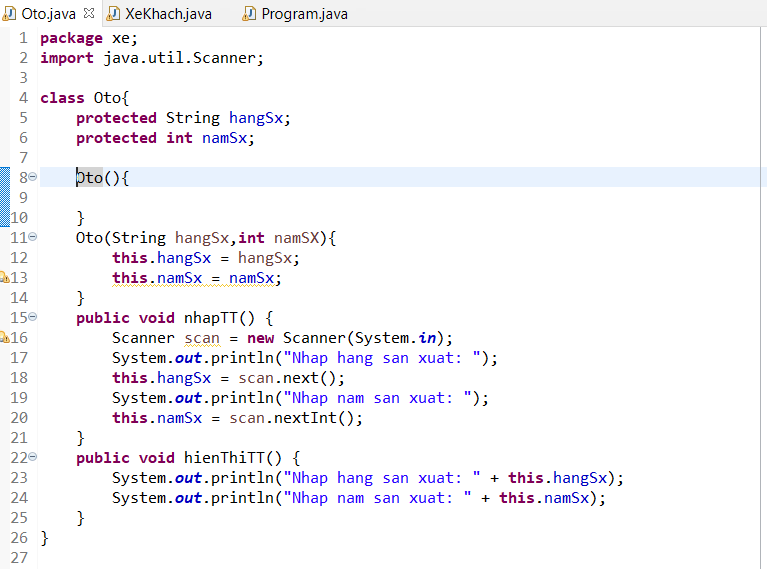 Oto.java XeKhach.java Program.java
1 package xe;
2 import java.util.Scanner;
3
4 class Oto{
5     protected String hangSx;
6     protected int namSx;
7
8     Oto(){
9
10     }
11     Oto(String hangSx,int namSX){
12         this.hangSx = hangSx;
13         this.namSx = namSx;
14     }
15     public void nhapTT() {
16         Scanner scan = new Scanner(System.in);
17         System.out.println("Nhap hang san xuat: ");
18         this.hangSx = scan.next();
19         System.out.println("Nhap nam san xuat: ");
20         this.namSx = scan.nextInt();
21     }
22     public void hienThiTT() {
23         System.out.println("Nhap hang san xuat: " + this.hangSx);
24         System.out.println("Nhap nam san xuat: " + this.namSx);
25     }
26 }
27